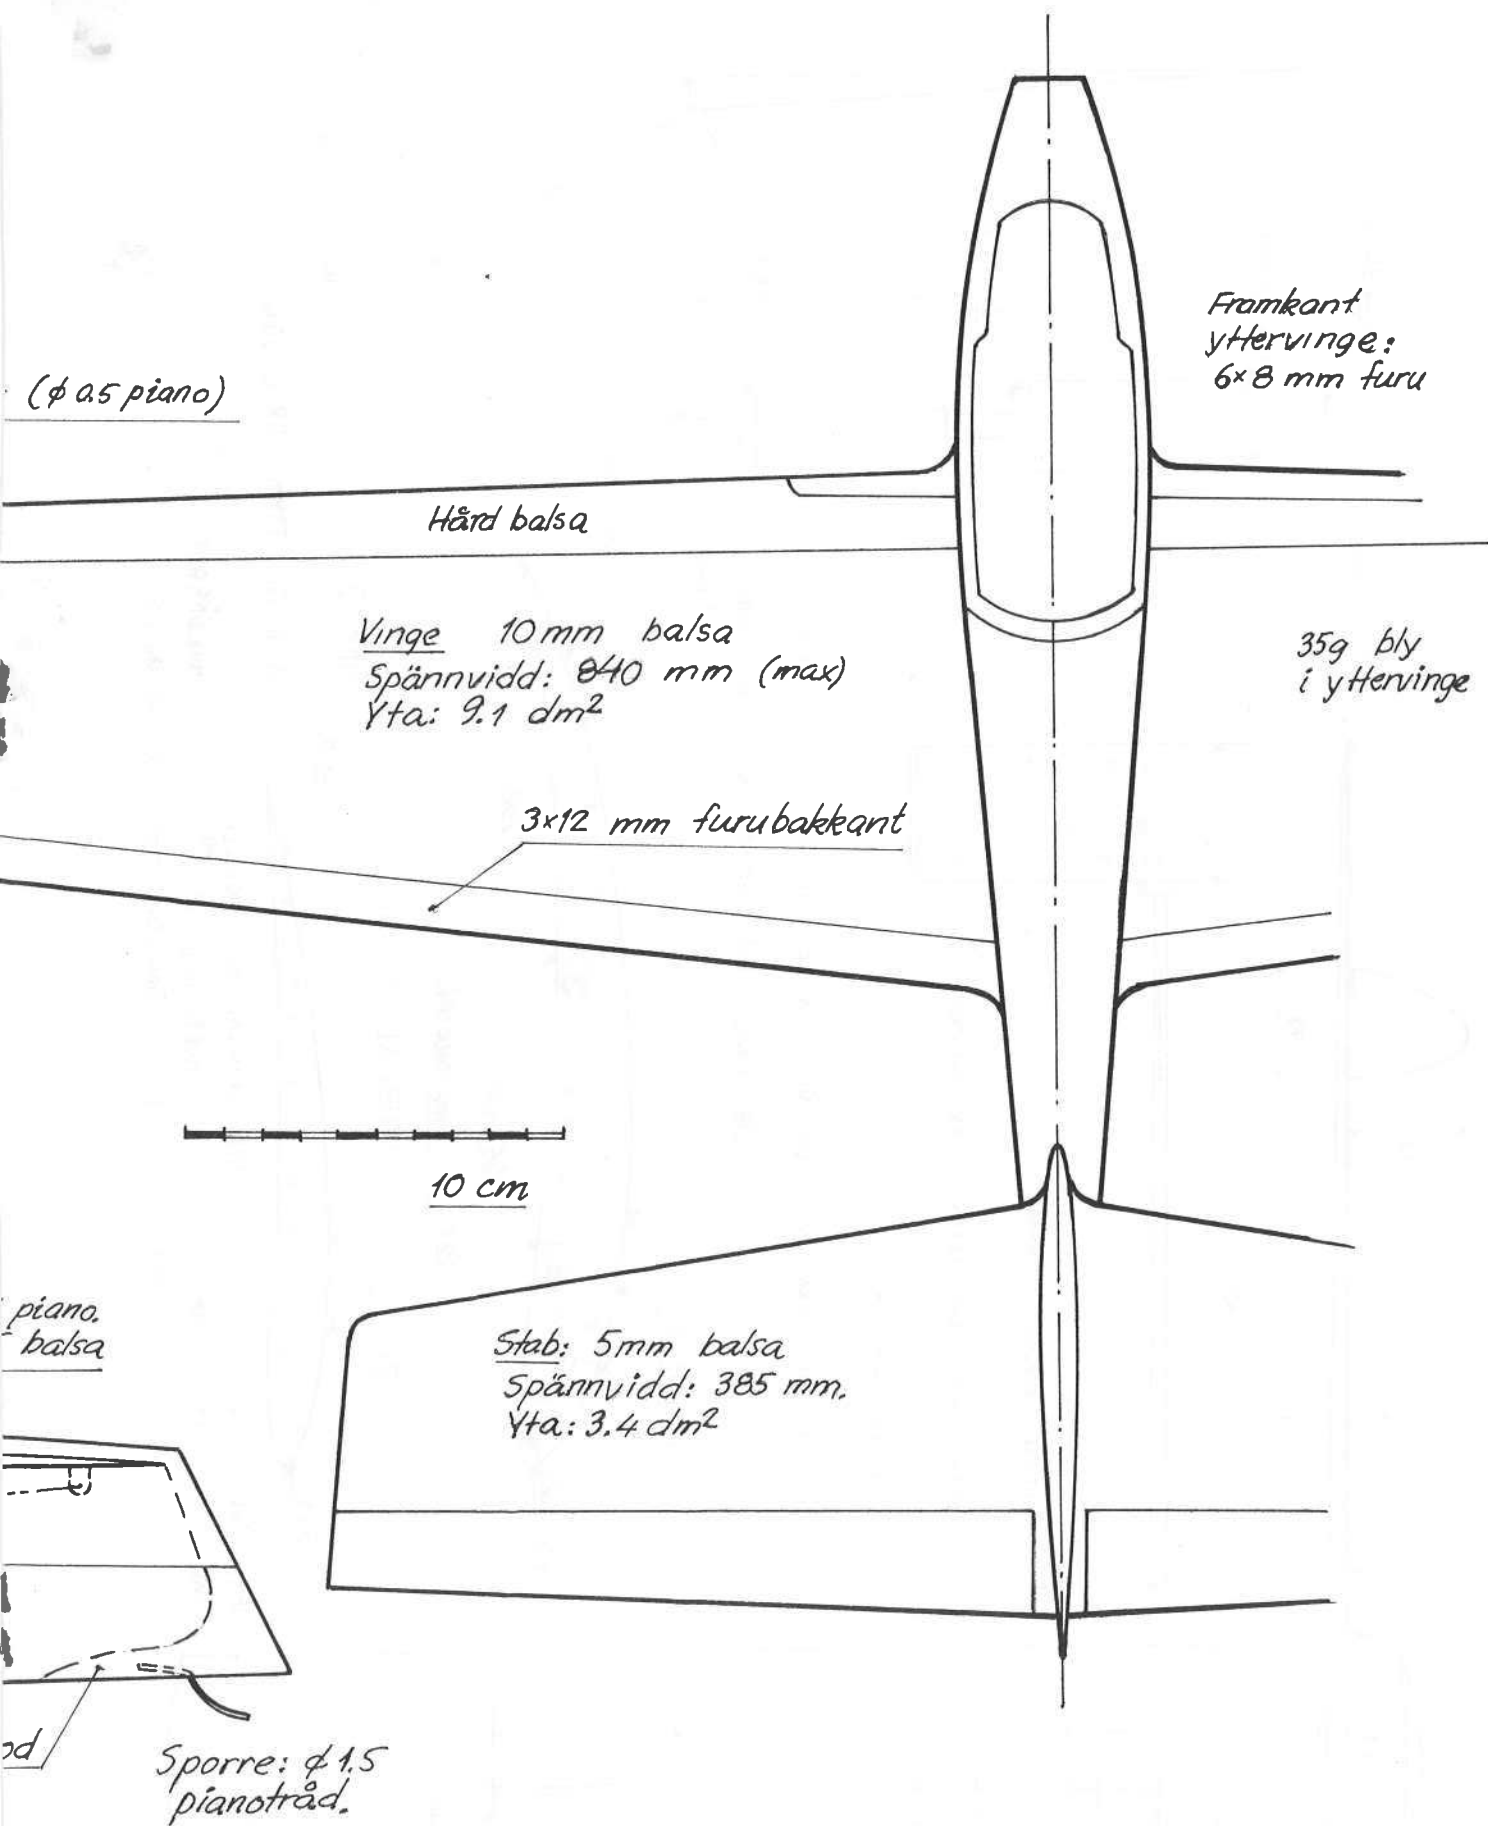 Framkant
yttervinge:
6×8 mm furu
(ϕ 0.5 piano)
Hård balsa
Vinge 10mm balsa
Spännvidd: 840 mm (max)
Yta: 9.1 dm²
35g bly
i yttervinge
3×12 mm furubakkant
10 cm
piano.
balsa
Stab: 5mm balsa
Spännvidd: 385 mm.
Yta: 3.4 dm²
Sporre: ϕ 1.5
pianotråd.